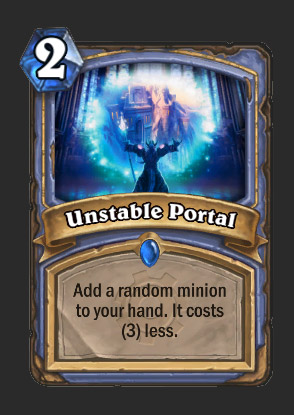 2
Unstable Portal
Add a random minion
to your hand. It costs
(3) less.